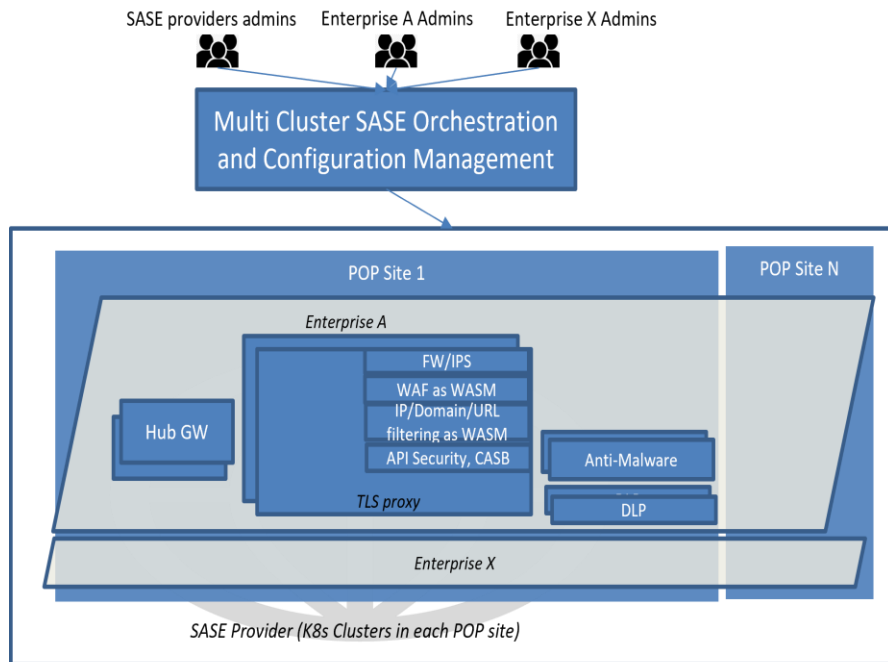 SASE providers admins
Enterprise A Admins
Enterprise X Admins
Multi Cluster SASE Orchestration
and Configuration Management
POP Site 1
POP Site N
Enterprise A
FW/IPS
WAF as WASM
IP/Domain/URL
filtering as WASM
API Security, CASB
Hub GW
Anti-Malware
TLS proxy
DLP
Enterprise X
SASE Provider (K8s Clusters in each POP site)